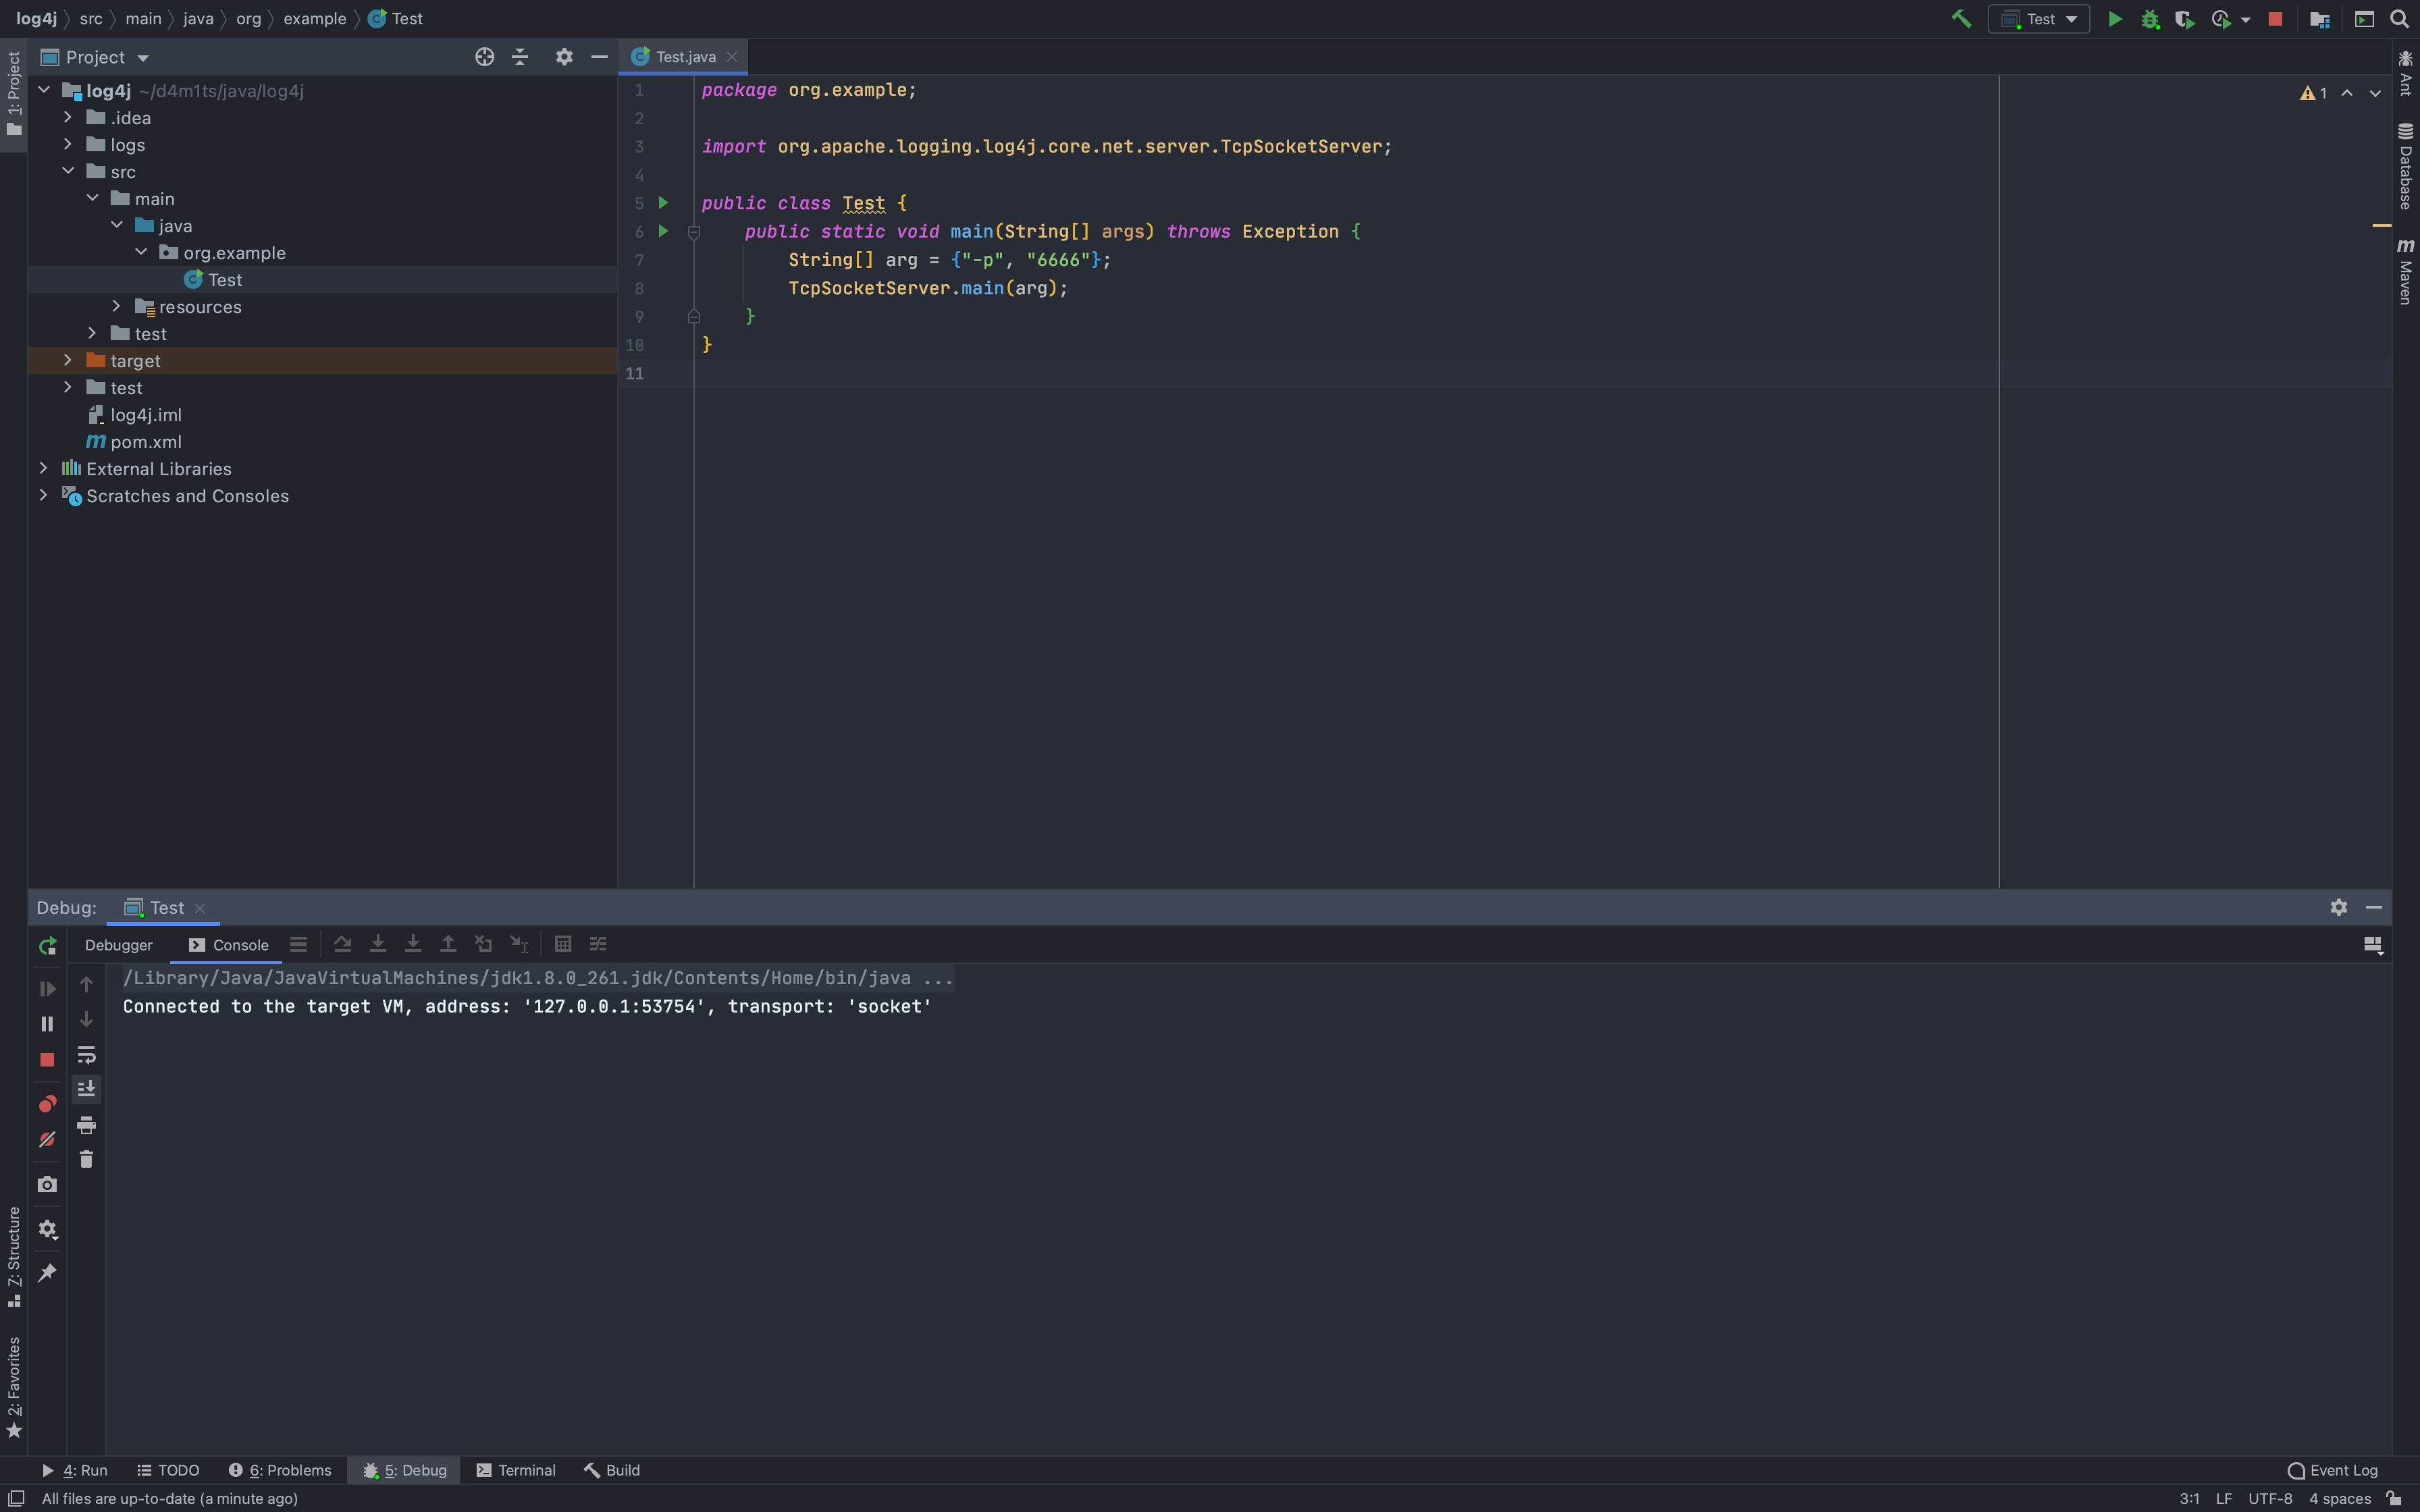 log4j src main java org example Test
Test
1: Project
Project
Test.java
log4j ~/d4m1ts/java/log4j
.idea
logs
src
main
java
org.example
Test
resources
test
target
test
log4j.iml
pom.xml
External Libraries
Scratches and Consoles
1 package org.example;
2
3 import org.apache.logging.log4j.core.net.server.TcpSocketServer;
4
5 public class Test {
6 public static void main(String[] args) throws Exception {
7 String[] arg = {"-p", "6666"};
8 TcpSocketServer.main(arg);
9 }
10 }
11
1
Ant
Database
Maven
Debug: Test
Debugger Console
/Library/Java/JavaVirtualMachines/jdk1.8.0_261.jdk/Contents/Home/bin/java ...
Connected to the target VM, address: '127.0.0.1:53754', transport: 'socket'
7: Structure
2: Favorites
4: Run TODO 6: Problems 5: Debug Terminal Build Event Log
All files are up-to-date (a minute ago) 3:1 LF UTF-8 4 spaces